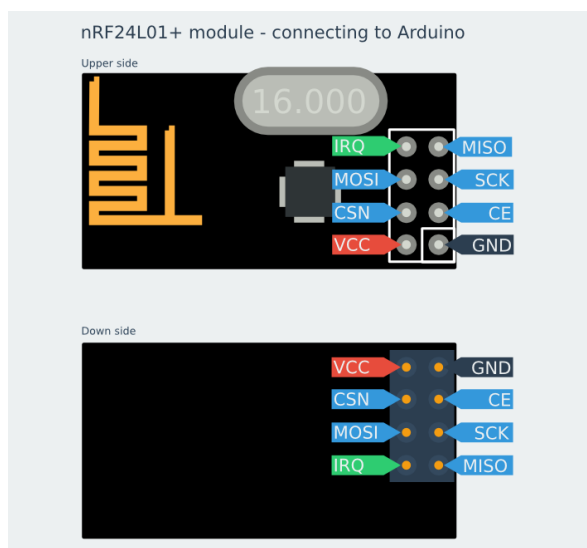 nRF24L01+ module - connecting to Arduino
Upper side
16.000
IRQ MISO
MOSI SCK
CSN CE
VCC GND
Down side
VCC GND
CSN CE
MOSI SCK
IRQ MISO